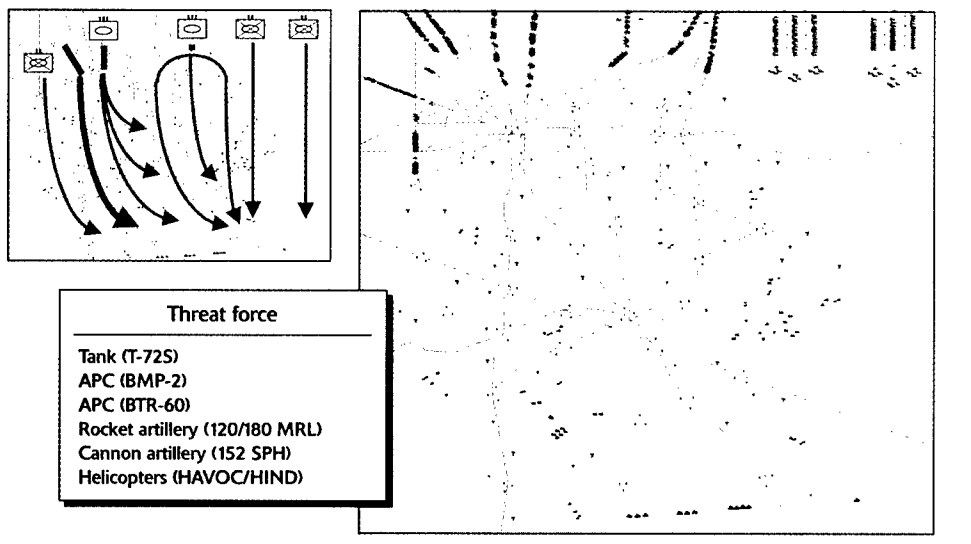 Threat force
Tank (T-72S)
APC (BMP-2)
APC (BTR-60)
Rocket artillery (120/180 MRL)
Cannon artillery (152 SPH)
Helicopters (HAVOC/HIND)